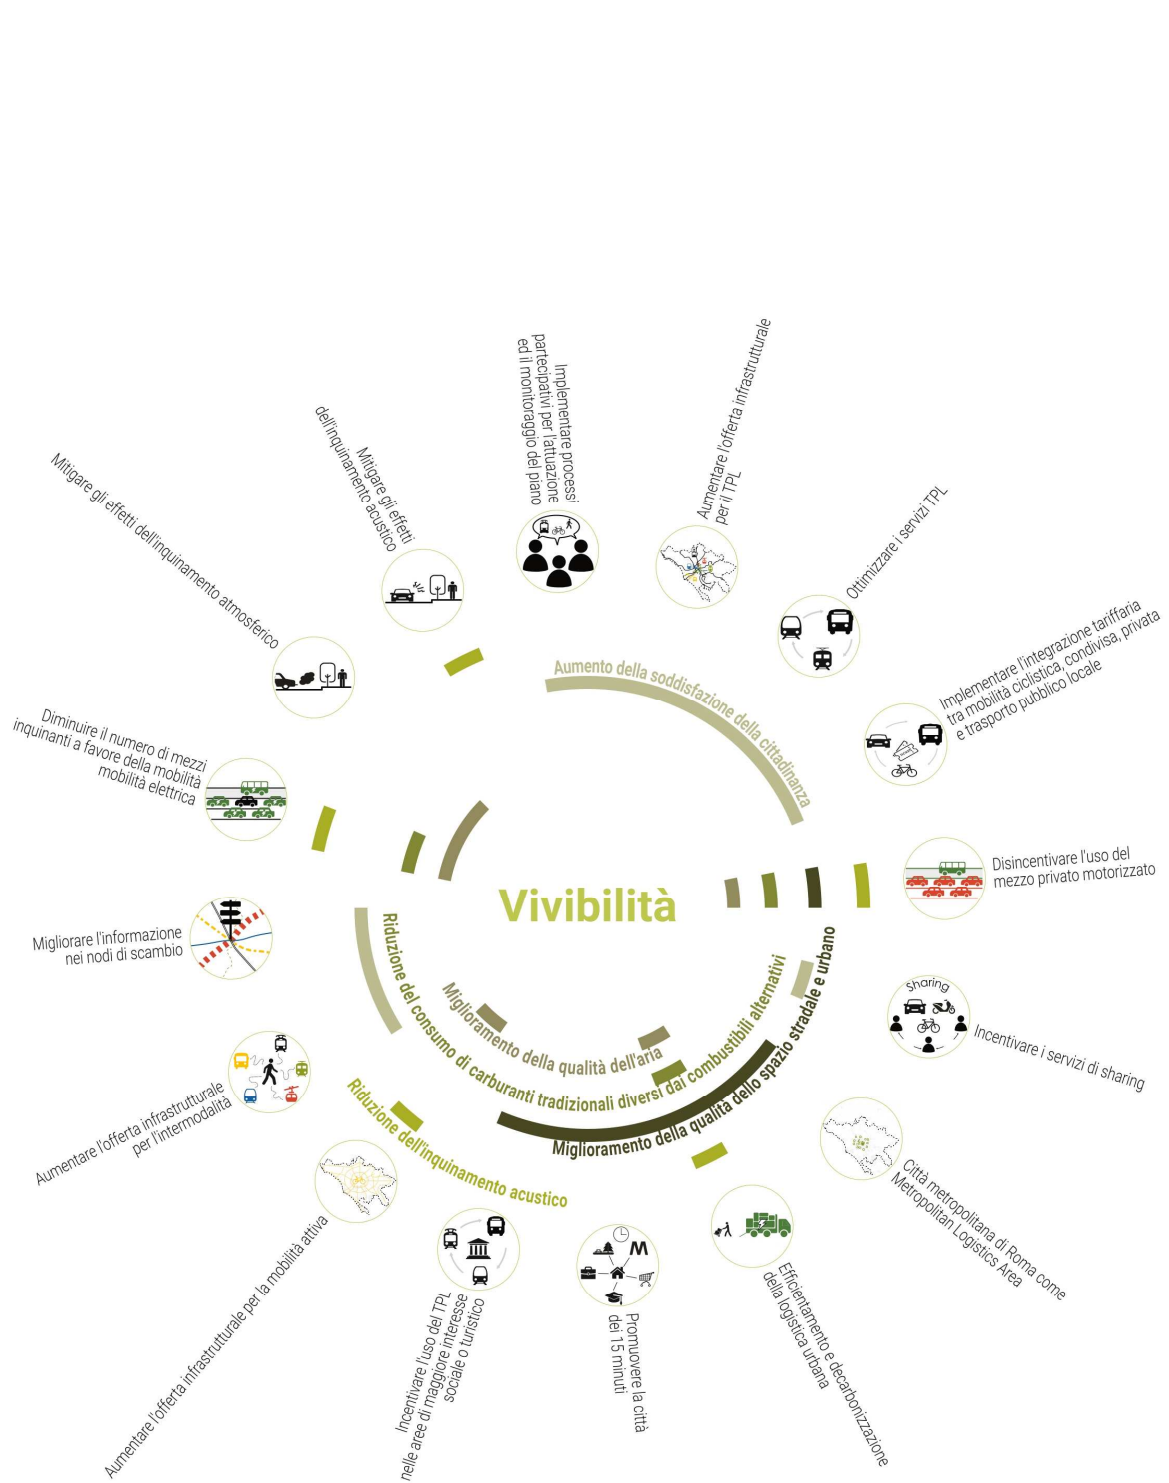 Implementare processi
partecipativi per l'attuazione
ed il monitoraggio del piano
Aumentare l'offerta infrastrutturale
per il TPL
Ottimizzare i servizi TPL
Implementare l'integrazione tariffaria
tra mobilità ciclistica, condivisa, privata
e trasporto pubblico locale
Disincentivare l'uso del
mezzo privato motorizzato
Sharing
Incentivare i servizi di sharing
Città metropolitana di Roma come
Metropolitan Logistics Area
Efficientamento e decarbonizzazione
della logistica urbana
Promuovere la città
dei 15 minuti
M
Incentivare l'uso del TPL
nelle aree di maggiore interesse
sociale o turistico
Aumentare l'offerta infrastrutturale per la mobilità attiva
Aumentare l'offerta infrastrutturale
per l'intermodalità
Migliorare l'informazione
nei nodi di scambio
Diminuire il numero di mezzi
inquinanti a favore della mobilità
mobilità elettrica
Mitigare gli effetti dell'inquinamento atmosferico
Mitigare gli effetti
dell'inquinamento acustico
Aumento della soddisfazione della cittadinanza
Vivibilità
Miglioramento della qualità dell'aria
Riduzione del consumo di carburanti tradizionali diversi dai combustibili alternativi
Miglioramento della qualità dello spazio stradale e urbano
Riduzione dell'inquinamento acustico